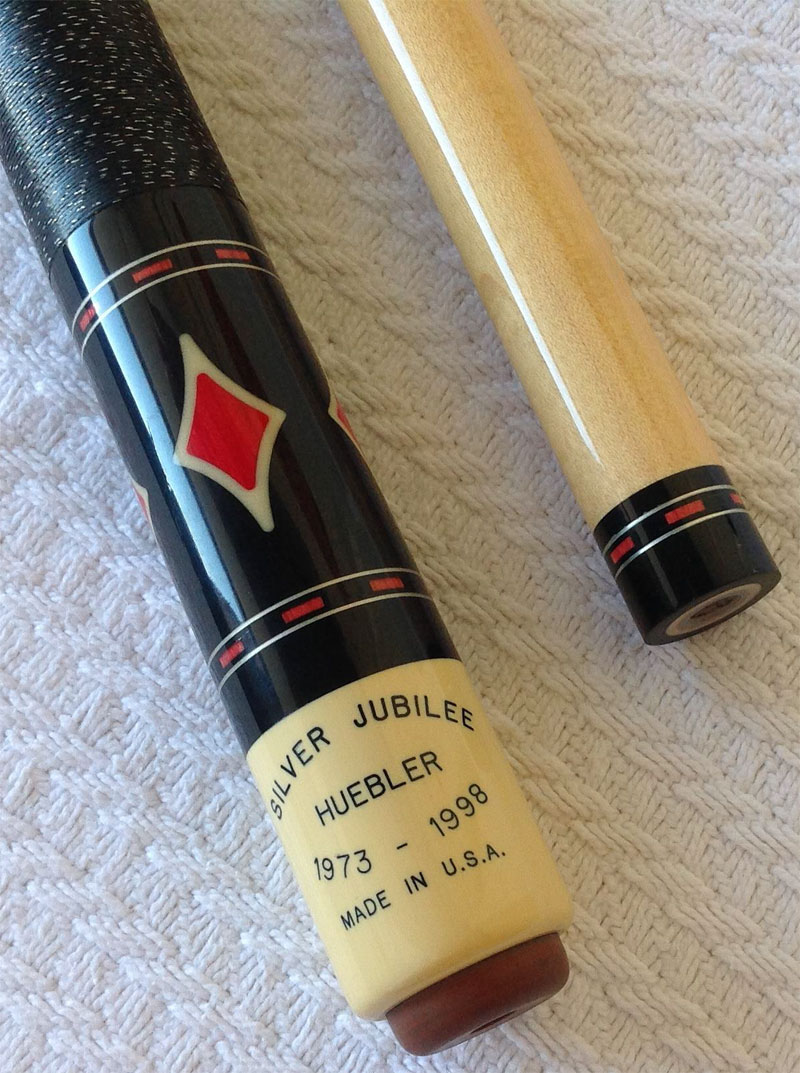 SILVER JUBILEE
HUEBLER
1973 - 1998
MADE IN U.S.A.